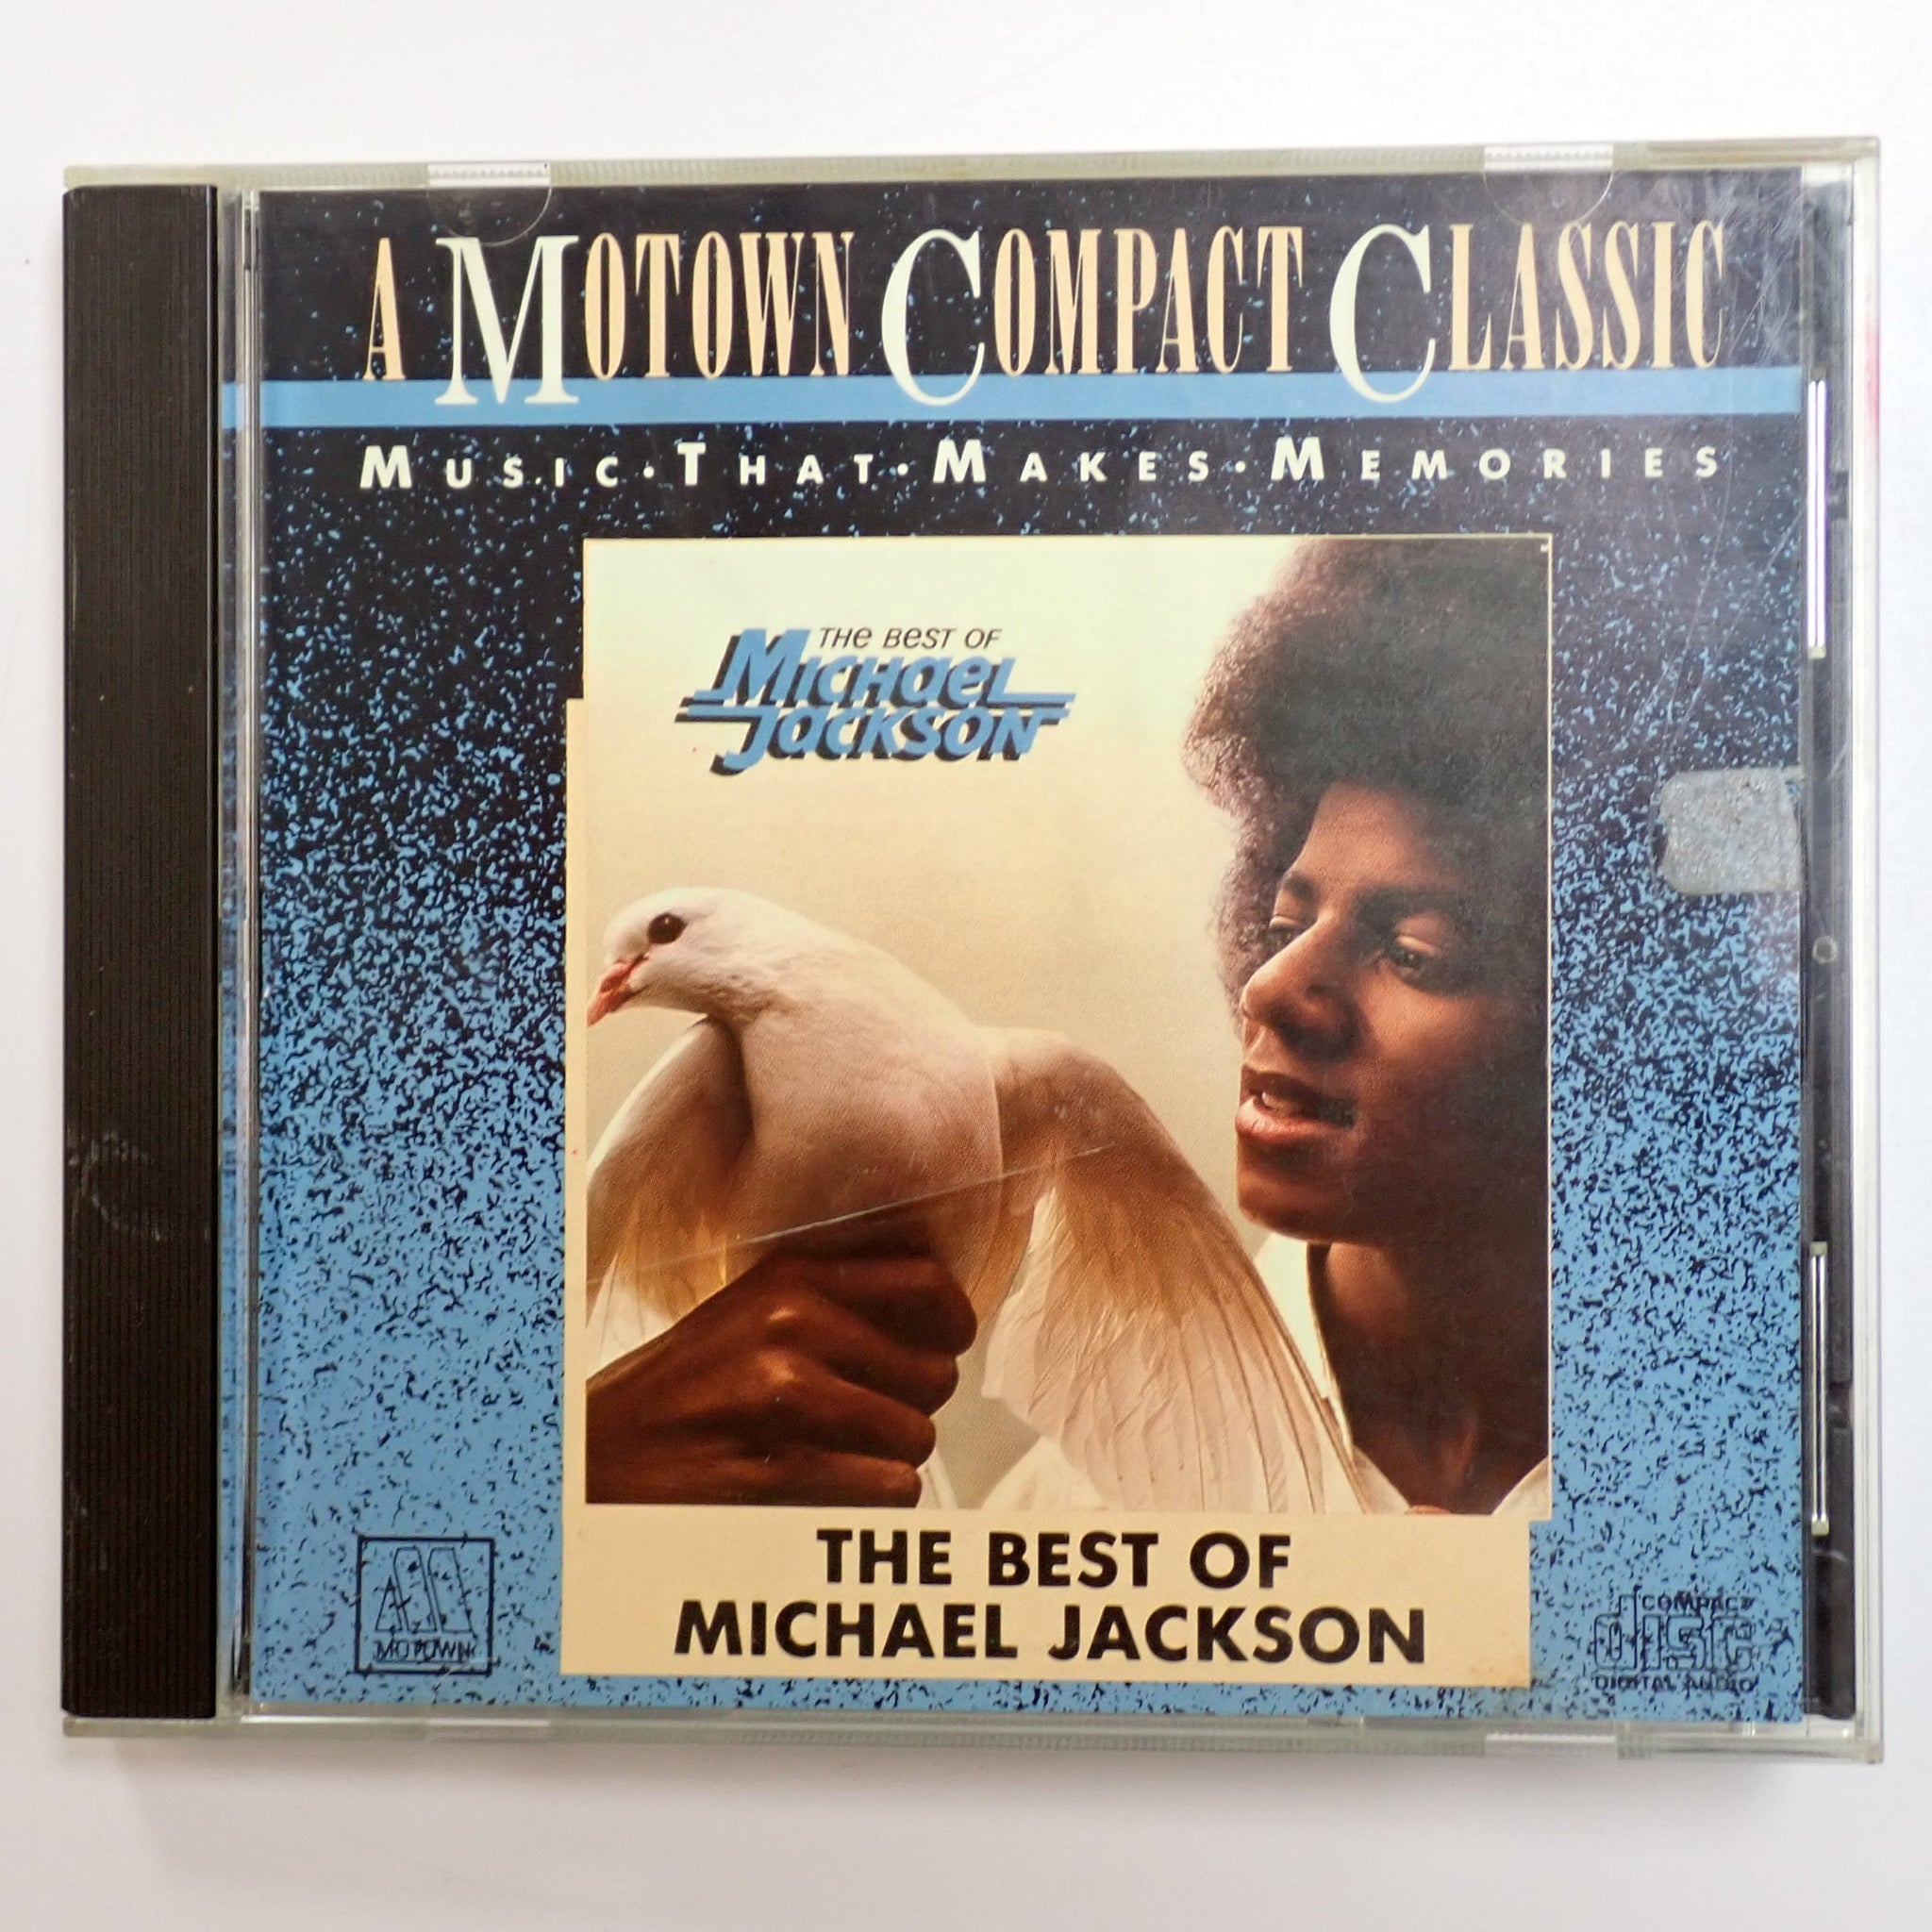 A MOTOWN COMPACT CLASSIC
MUSIC·THAT·MAKES·MEMORIES
THE BEST OF
MICHAEL
JACKSON
THE BEST OF
MICHAEL JACKSON
MOTOWN
COMPACT
disc
DIGITAL AUDIO